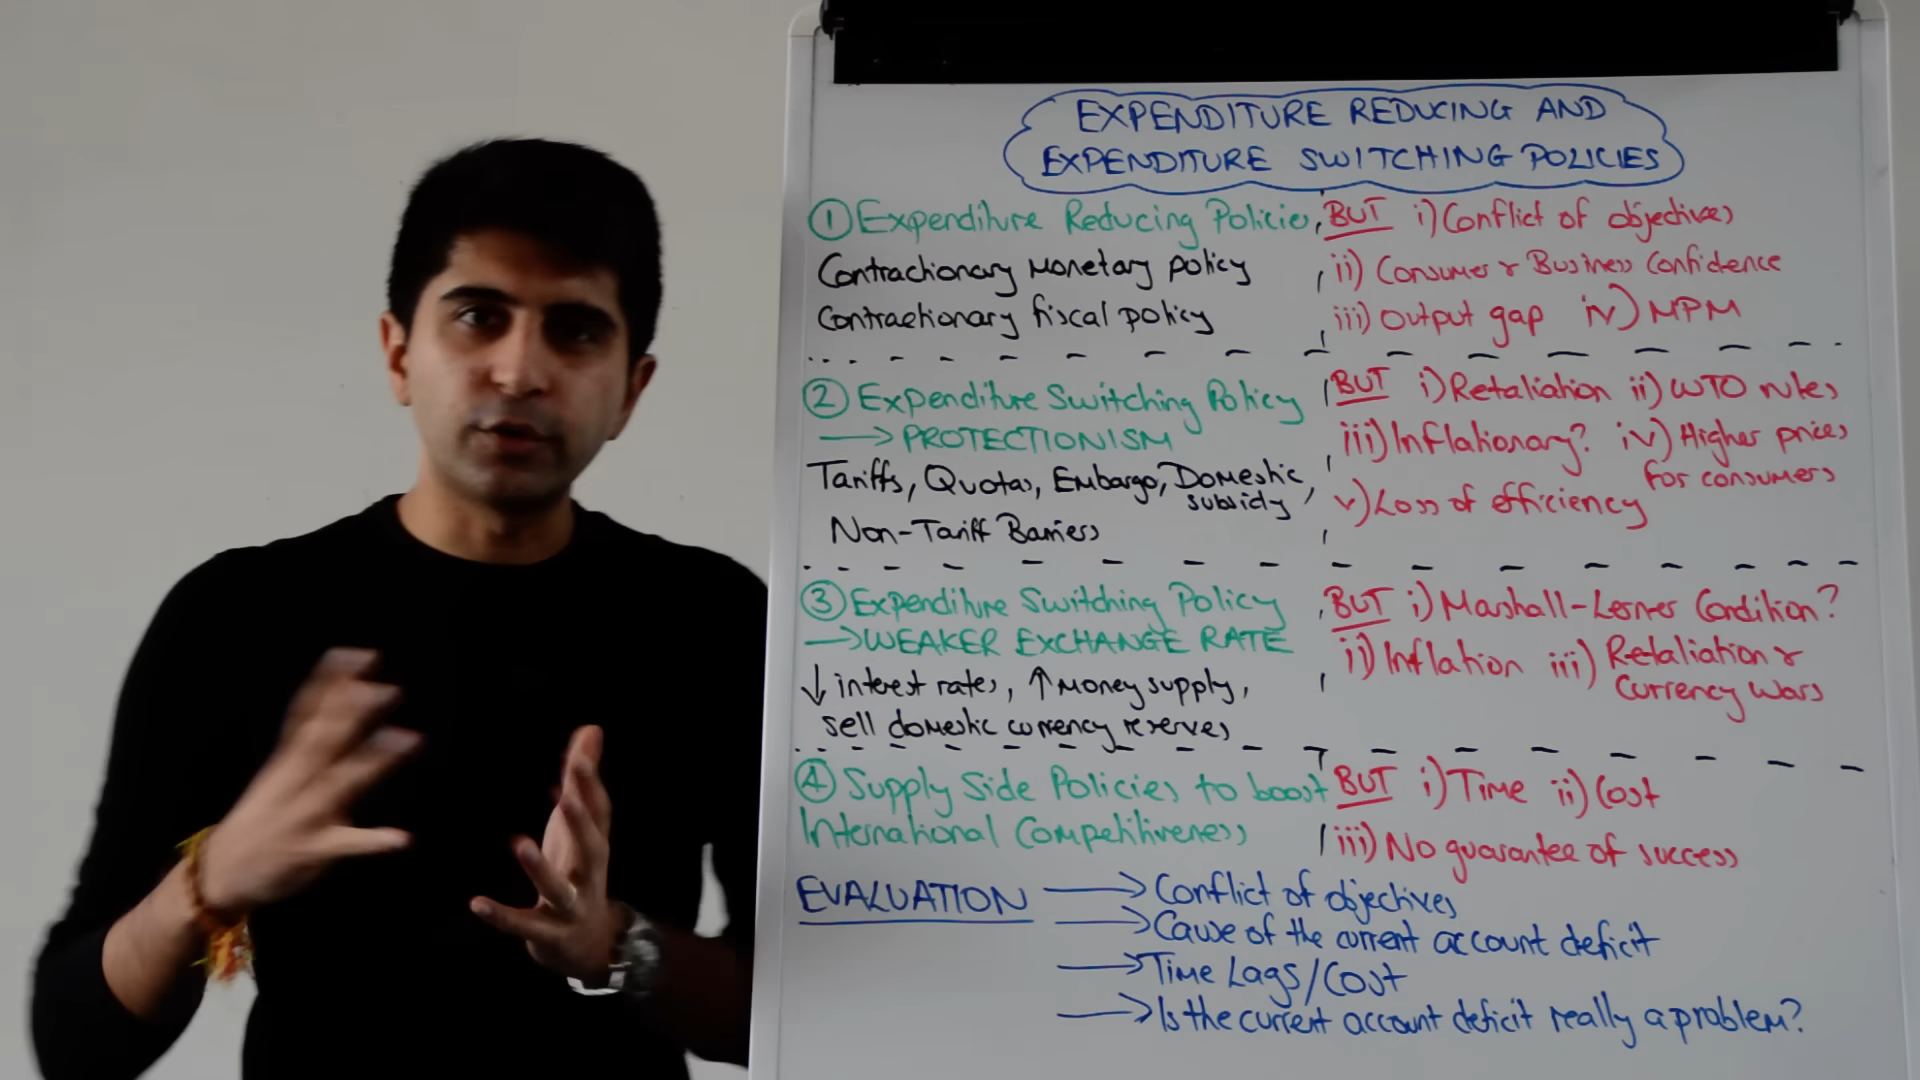 EXPENDITURE REDUCING AND
EXPENDITURE SWITCHING POLICIES
① Expenditure Reducing Policies
Contractionary Monetary policy
Contractionary fiscal policy
BUT i) Conflict of objectives
ii) Consumer & Business Confidence
iii) Output gap iv) MPM
② Expenditure Switching Policy
→ PROTECTIONISM
Tariffs, Quotas, Embargo, Domestic
subsidy
Non-Tariff Barriers
BUT i) Retaliation ii) WTO rules
iii) Inflationary? iv) Higher prices
for consumers
v) Loss of efficiency
③ Expenditure Switching Policy
→ WEAKER EXCHANGE RATE
↓ interest rates, ↑ Money supply,
sell domestic currency reserves
BUT i) Marshall-Lerner Condition?
ii) Inflation iii) Retaliation &
Currency Wars
④ Supply Side Policies to boost
International Competitiveness
BUT i) Time ii) Cost
iii) No guarantee of success
EVALUATION → Conflict of objectives
→ Cause of the current account deficit
→ Time Lags/Cost
→ Is the current account deficit really a problem?